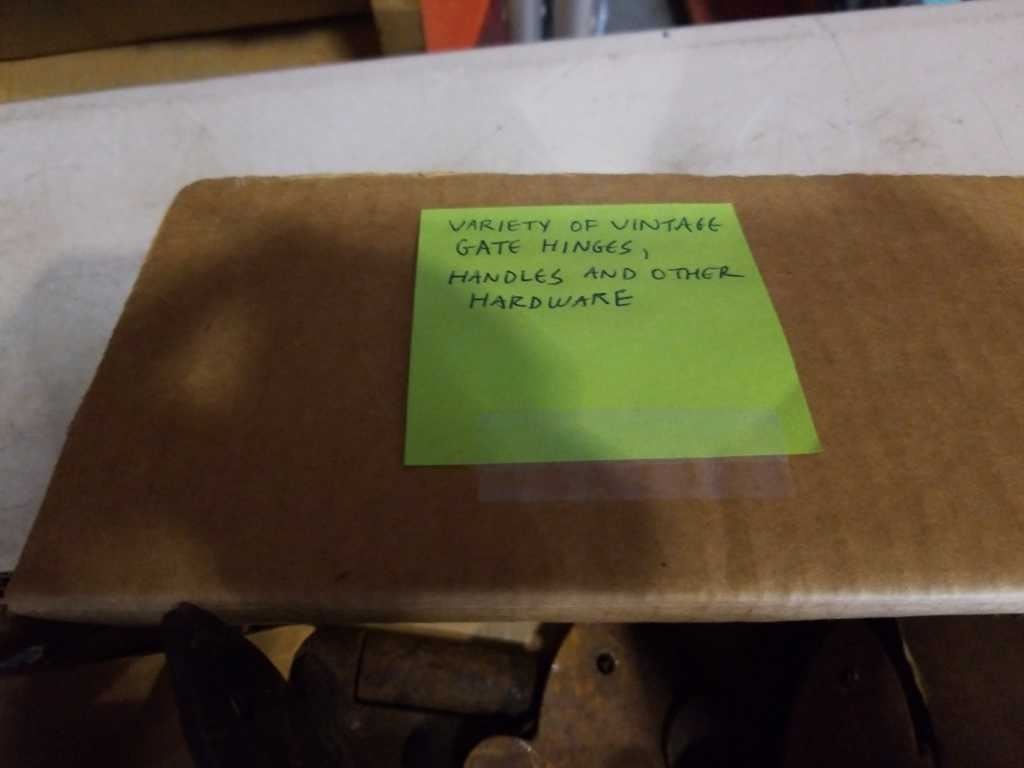 VARIETY OF VINTAGE
GATE HINGES,
HANDLES AND OTHER
HARDWARE